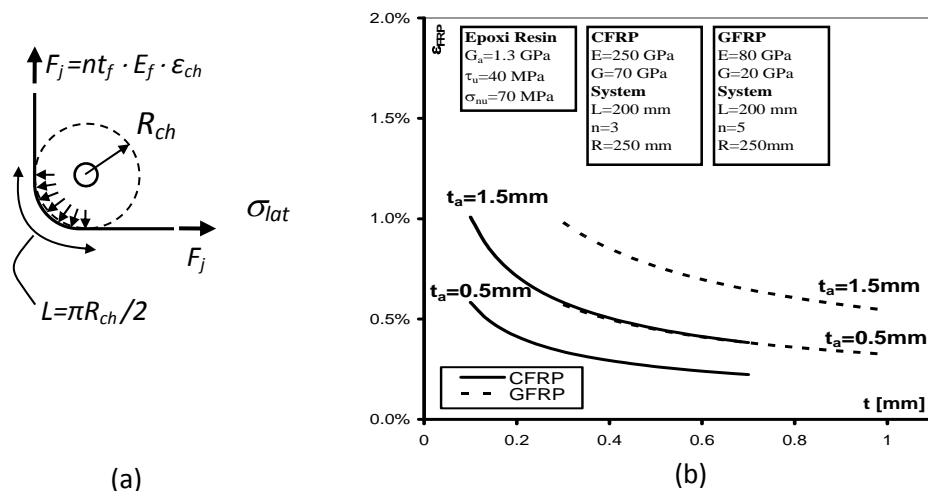 F_j=nt_f · E_f · ε_ch
R_ch
σ_lat
F_j
L=πR_ch/2
(a)
ε_FRP
2.0%
1.5%
1.0%
0.5%
0.0%
Epoxi Resin
G_a=1.3 GPa
τ_u=40 MPa
σ_nu=70 MPa
CFRP
E=250 GPa
G=70 GPa
System
L=200 mm
n=3
R=250 mm
GFRP
E=80 GPa
G=20 GPa
System
L=200 mm
n=5
R=250mm
t_a=1.5mm
t_a=0.5mm
t_a=1.5mm
t_a=0.5mm
CFRP
GFRP
t [mm]
0
0.2
0.4
0.6
0.8
1
(b)